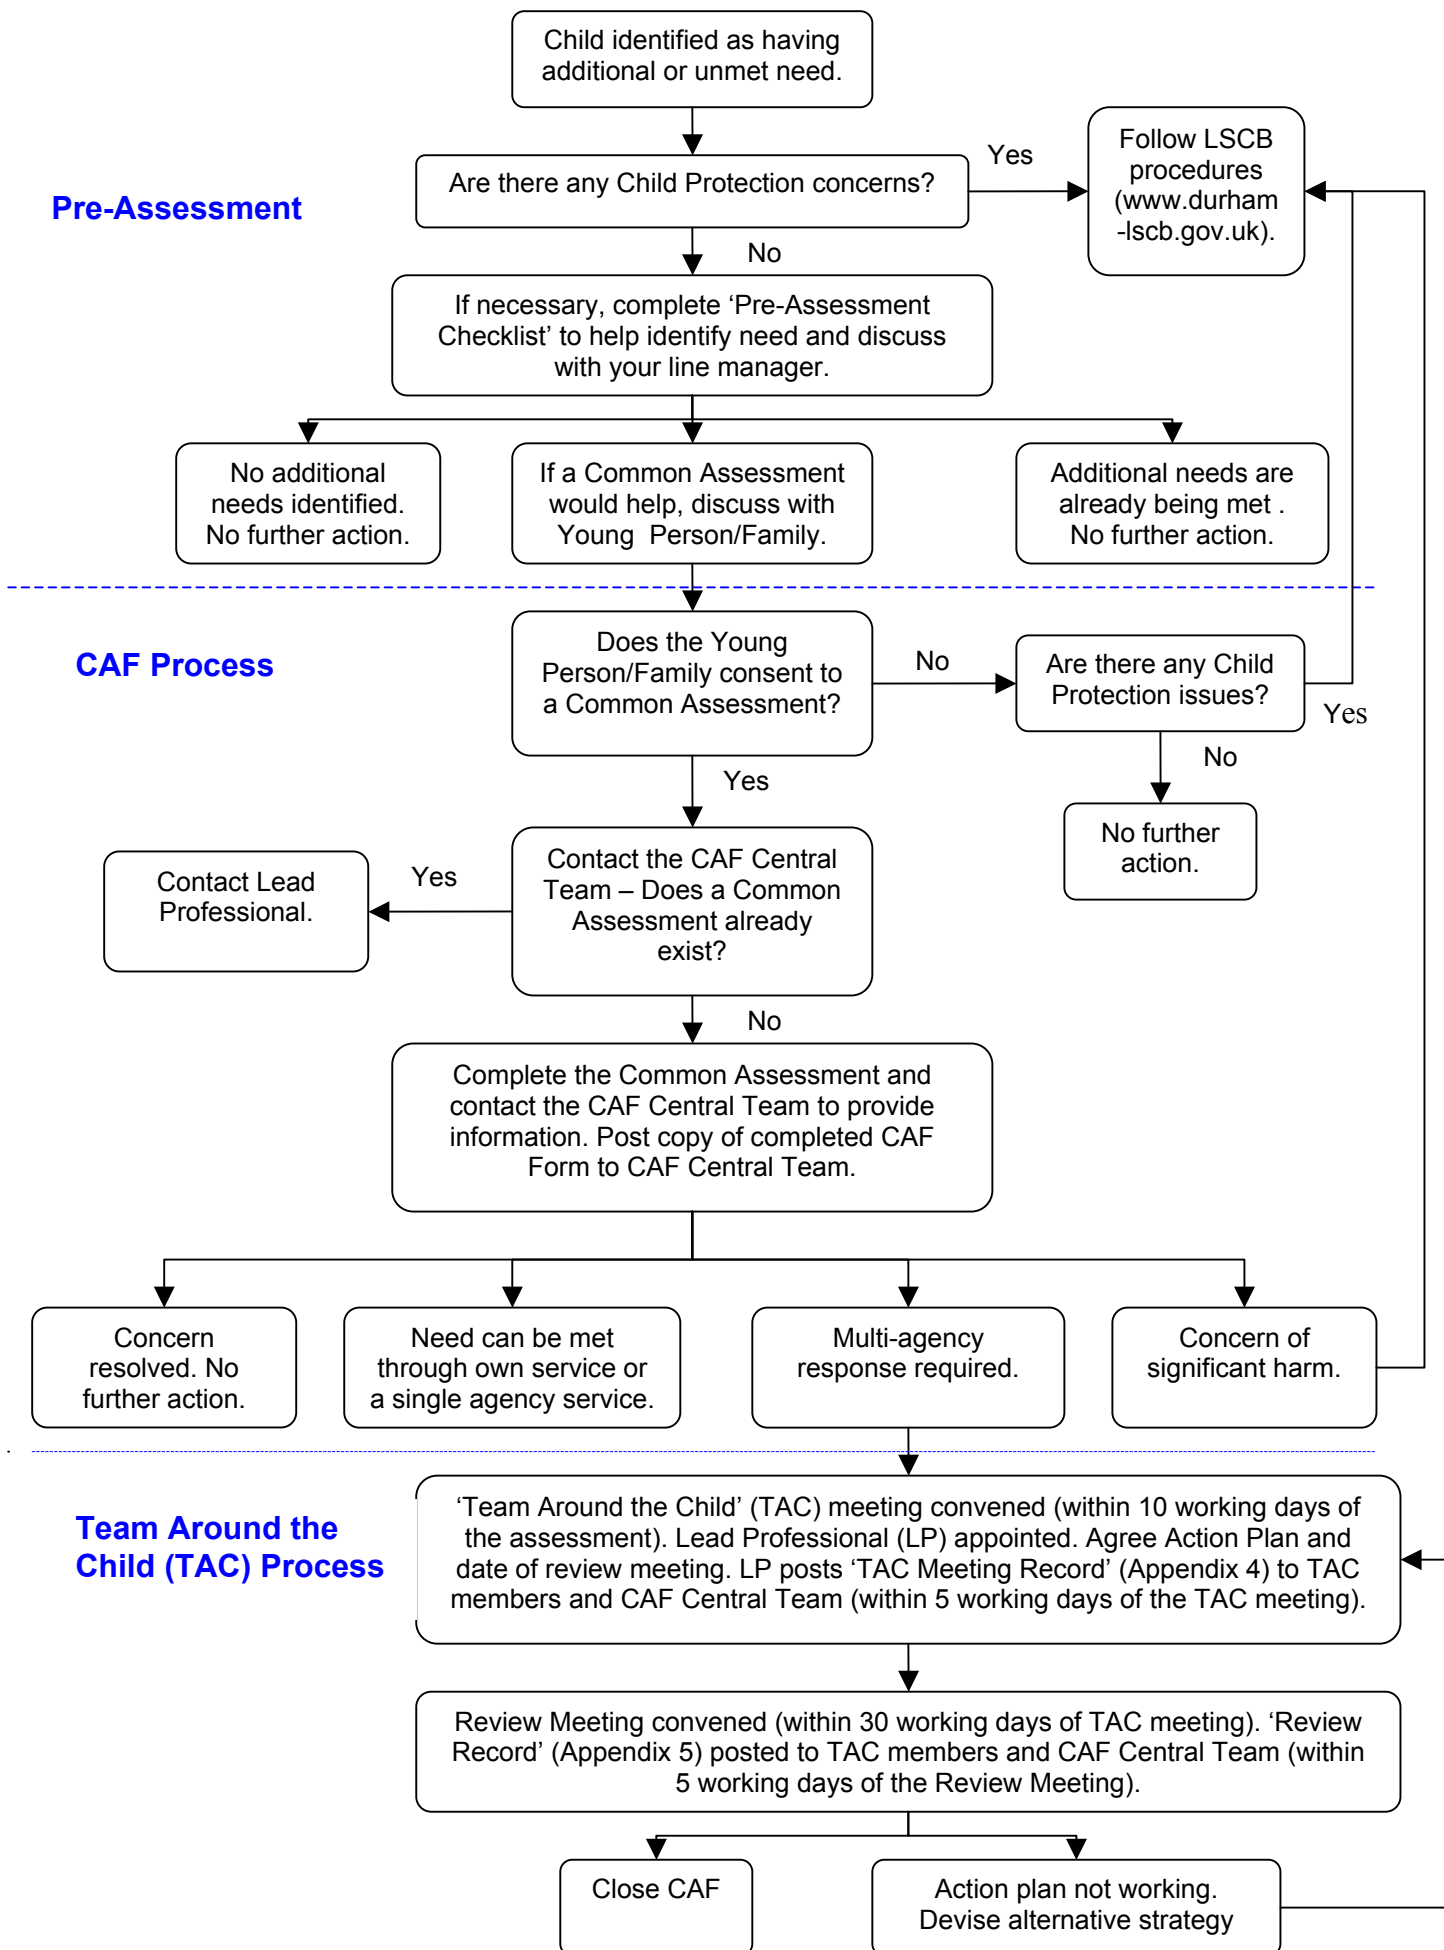 Child identified as having
additional or unmet need.
Are there any Child Protection concerns?
Yes
Follow LSCB
procedures
(www.durham
-lscb.gov.uk).
Pre-Assessment
No
If necessary, complete ‘Pre-Assessment
Checklist’ to help identify need and discuss
with your line manager.
No additional
needs identified.
No further action.
If a Common Assessment
would help, discuss with
Young Person/Family.
Additional needs are
already being met .
No further action.
CAF Process
Does the Young
Person/Family consent to
a Common Assessment?
No
Are there any Child
Protection issues?
Yes
No
No further
action.
Yes
Contact the CAF Central
Team – Does a Common
Assessment already
exist?
Yes
Contact Lead
Professional.
No
Complete the Common Assessment and
contact the CAF Central Team to provide
information. Post copy of completed CAF
Form to CAF Central Team.
Concern
resolved. No
further action.
Need can be met
through own service or
a single agency service.
Multi-agency
response required.
Concern of
significant harm.
Team Around the
Child (TAC) Process
‘Team Around the Child’ (TAC) meeting convened (within 10 working days of
the assessment). Lead Professional (LP) appointed. Agree Action Plan and
date of review meeting. LP posts ‘TAC Meeting Record’ (Appendix 4) to TAC
members and CAF Central Team (within 5 working days of the TAC meeting).
Review Meeting convened (within 30 working days of TAC meeting). ‘Review
Record’ (Appendix 5) posted to TAC members and CAF Central Team (within
5 working days of the Review Meeting).
Close CAF
Action plan not working.
Devise alternative strategy